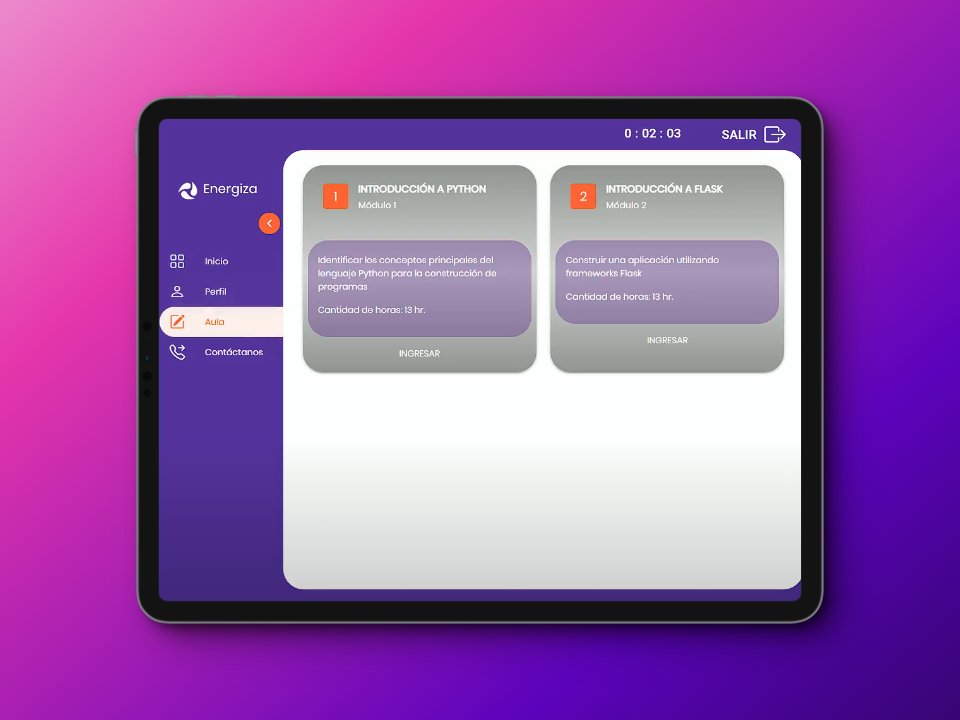 0 : 02 : 03
SALIR
Energiza
Inicio
Perfil
Aula
Contáctanos
1
INTRODUCCIÓN A PYTHON
Módulo 1
Identificar los conceptos principales del
lenguaje Python para la construcción de
programas
Cantidad de horas: 13 hr.
INGRESAR
2
INTRODUCCIÓN A FLASK
Módulo 2
Construir una aplicación utilizando
frameworks Flask
Cantidad de horas: 13 hr.
INGRESAR